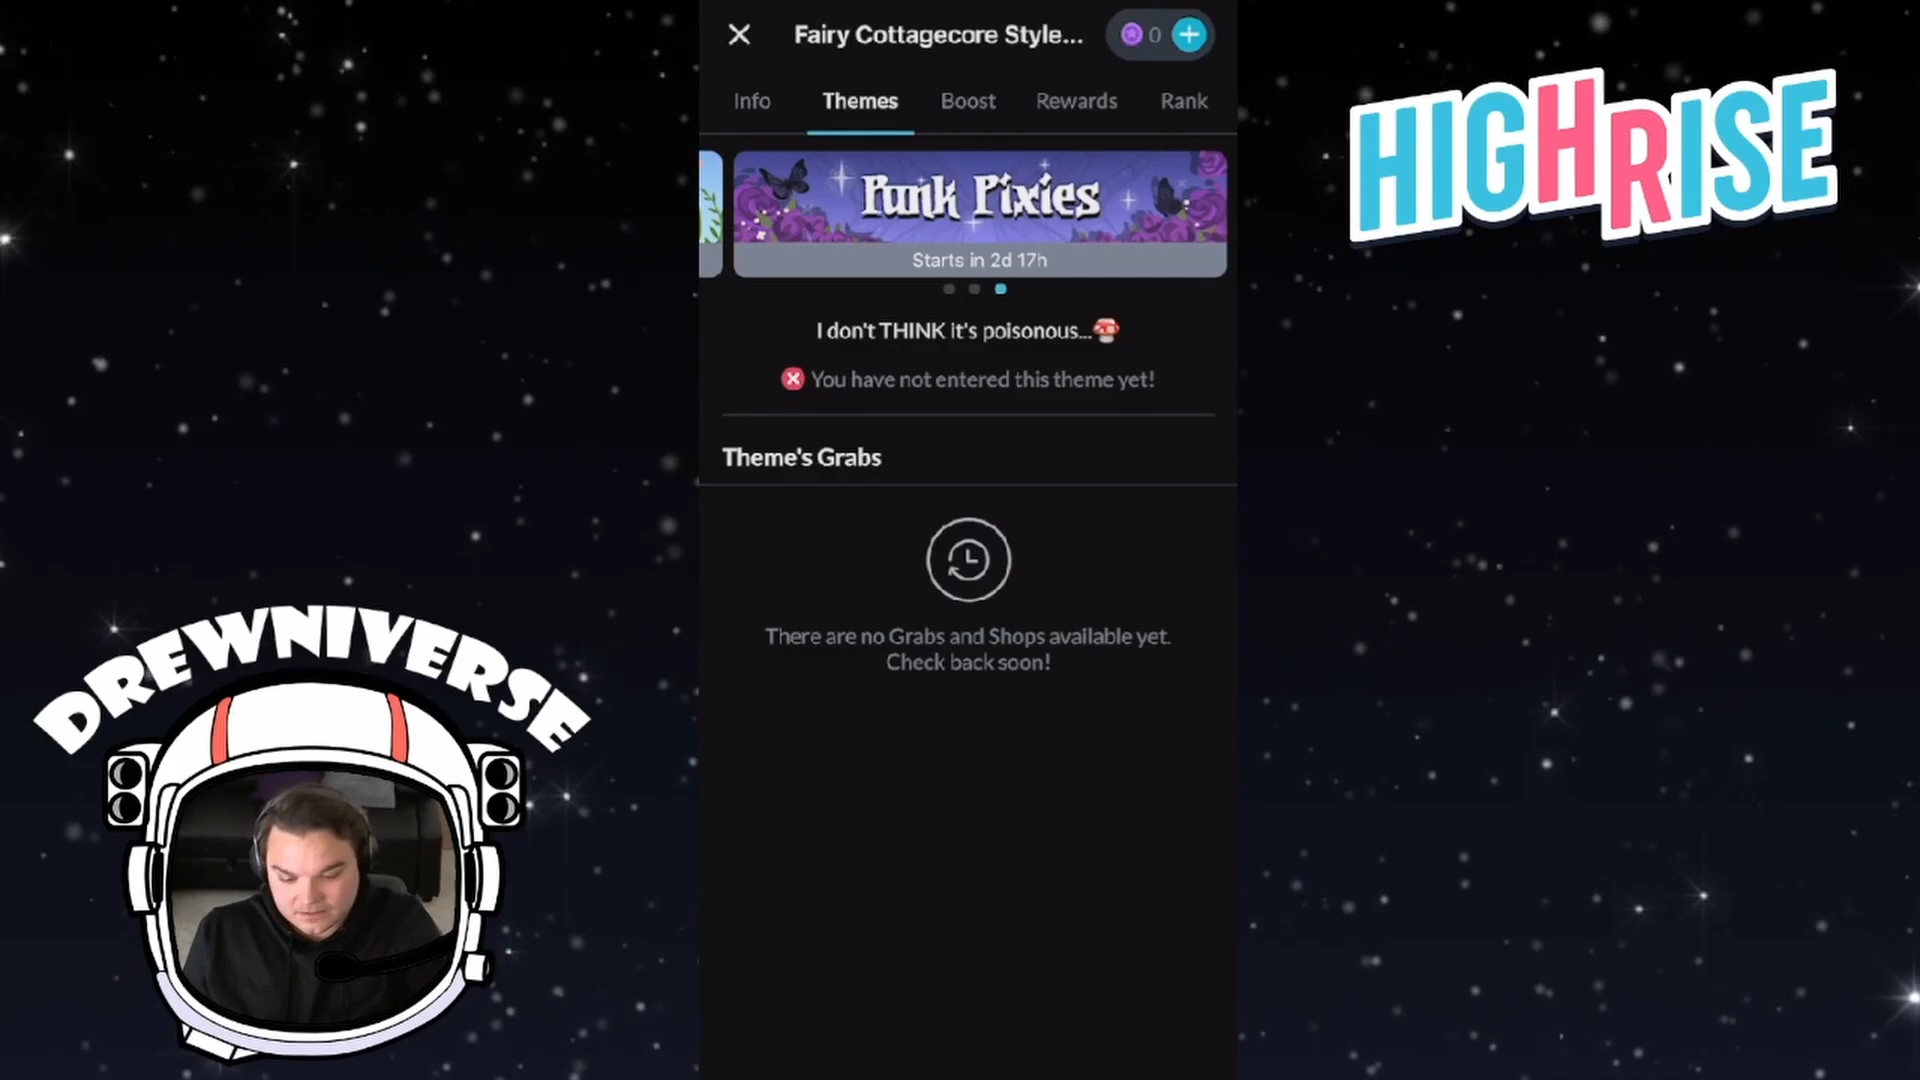 Fairy Cottagecore Style...
0
Info Themes Boost Rewards Rank
Punk Pixies
Starts in 2d 17h
I don't THINK it's poisonous...🍄
You have not entered this theme yet!
Theme's Grabs
There are no Grabs and Shops available yet.
Check back soon!
HIGHRISE
DREWNIVERSE